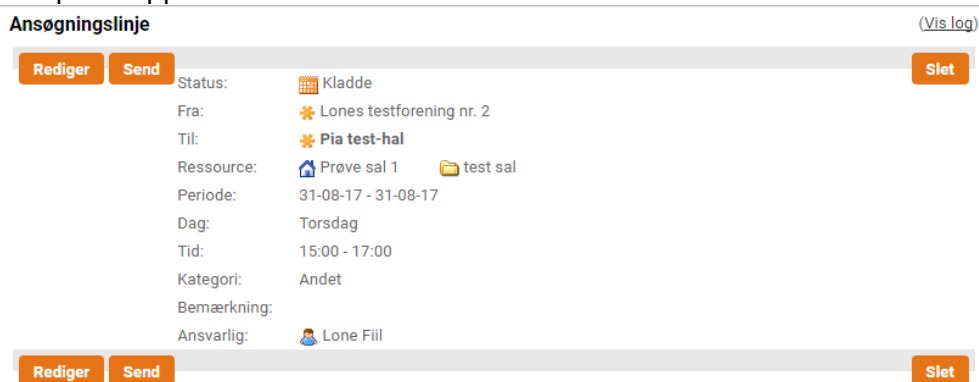 Ansøgningslinje (Vis log)
Rediger Send Slet
Status: Kladde
Fra: Lones testforening nr. 2
Til: Pia test-hal
Ressource: Prøve sal 1 test sal
Periode: 31-08-17 - 31-08-17
Dag: Torsdag
Tid: 15:00 - 17:00
Kategori: Andet
Bemærkning:
Ansvarlig: Lone Fiil
Rediger Send Slet